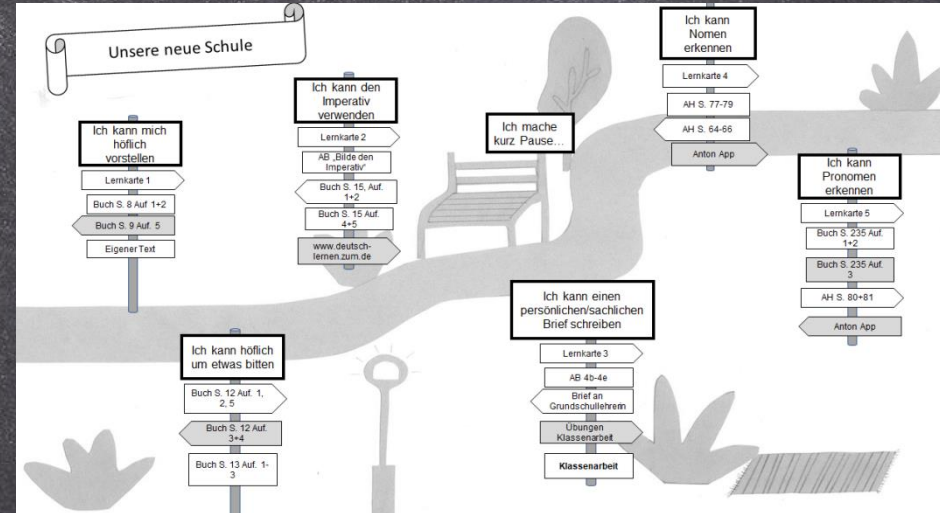 Unsere neue Schule
Ich kann mich
höflich
vorstellen
Lernkarte 1
Buch S. 8 Auf 1+2
Buch S. 9 Auf. 5
Eigener Text
Ich kann den
Imperativ
verwenden
Lernkarte 2
AB „Bilde den
Imperativ“
Buch S. 15, Auf.
1+2
Buch S. 15 Auf.
4+5
www.deutsch-
lernen.zum.de
Ich kann höflich
um etwas bitten
Buch S. 12 Auf. 1,
2, 5
Buch S. 12 Auf.
3+4
Buch S. 13 Auf. 1-
3
Ich mache
kurz Pause...
Ich kann einen
persönlichen/sachlichen
Brief schreiben
Lernkarte 3
AB 4b-4e
Brief an
Grundschullehrerin
Übungen
Klassenarbeit
Klassenarbeit
Ich kann
Nomen
erkennen
Lernkarte 4
AH S. 77-79
AH S. 64-66
Anton App
Ich kann
Pronomen
erkennen
Lernkarte 5
Buch S. 235 Auf.
1+2
Buch S. 235 Auf.
3
AH S. 80+81
Anton App